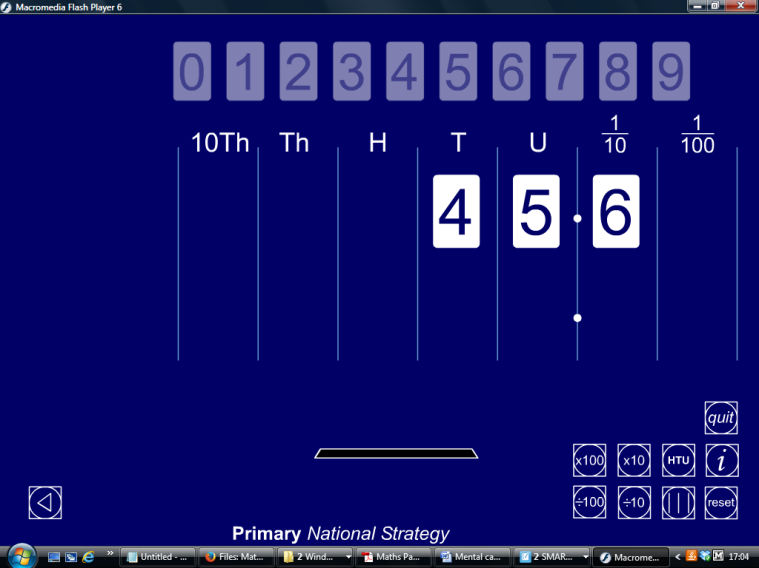 Macromedia Flash Player 6
0 1 2 3 4 5 6 7 8 9
10Th Th H T U 1/10 1/100
4 5 . 6
quit
x100 x10 HTU i
÷100 ÷10 reset
Primary National Strategy
Untitled - ... Files: Mat... 2 Wind... Maths Pa... Mental ca... 2 SMAR... Macrome... 17:04